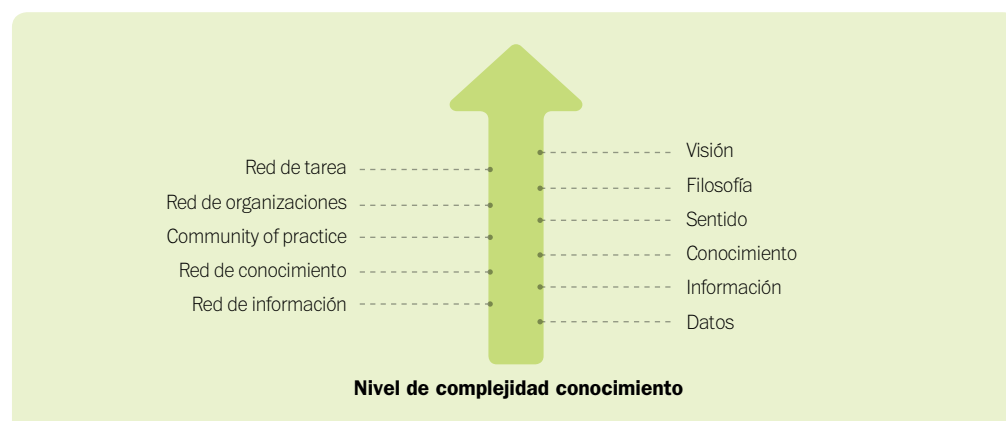 Red de tarea
Red de organizaciones
Community of practice
Red de conocimiento
Red de información
Visión
Filosofía
Sentido
Conocimiento
Información
Datos
Nivel de complejidad conocimiento